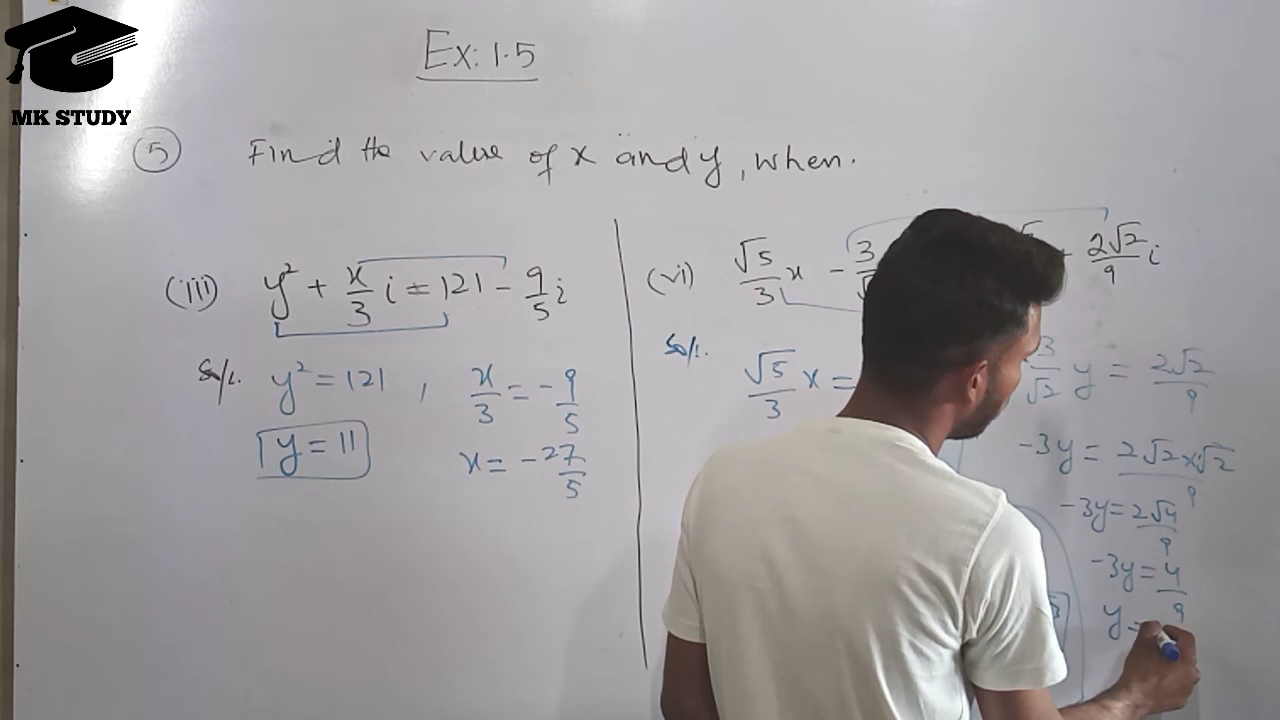 MK STUDY
Ex: 1.5
5 Find the value of x and y, when.
(iii) y² + x/3 i = 121 - 9/5 i
Sol. y² = 121 , x/3 = - 9/5
y = 11
x = -27/5
(vi) √5/3 x - 3/ 2√2/9 i
Sol. √5/3 x =
3/√2 y = 2√2/9
-3y = 2√2×√2/9
-3y = 2√4/9
-3y = 4/9
y =